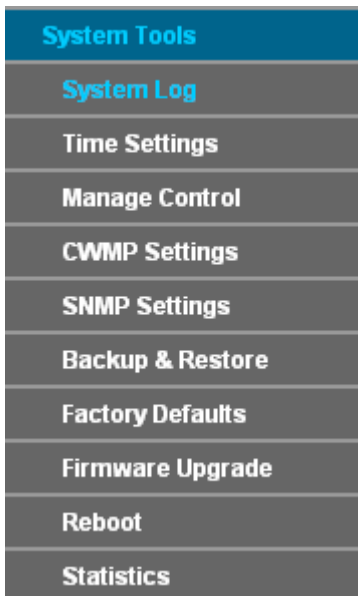 System Tools
System Log
Time Settings
Manage Control
CWMP Settings
SNMP Settings
Backup & Restore
Factory Defaults
Firmware Upgrade
Reboot
Statistics